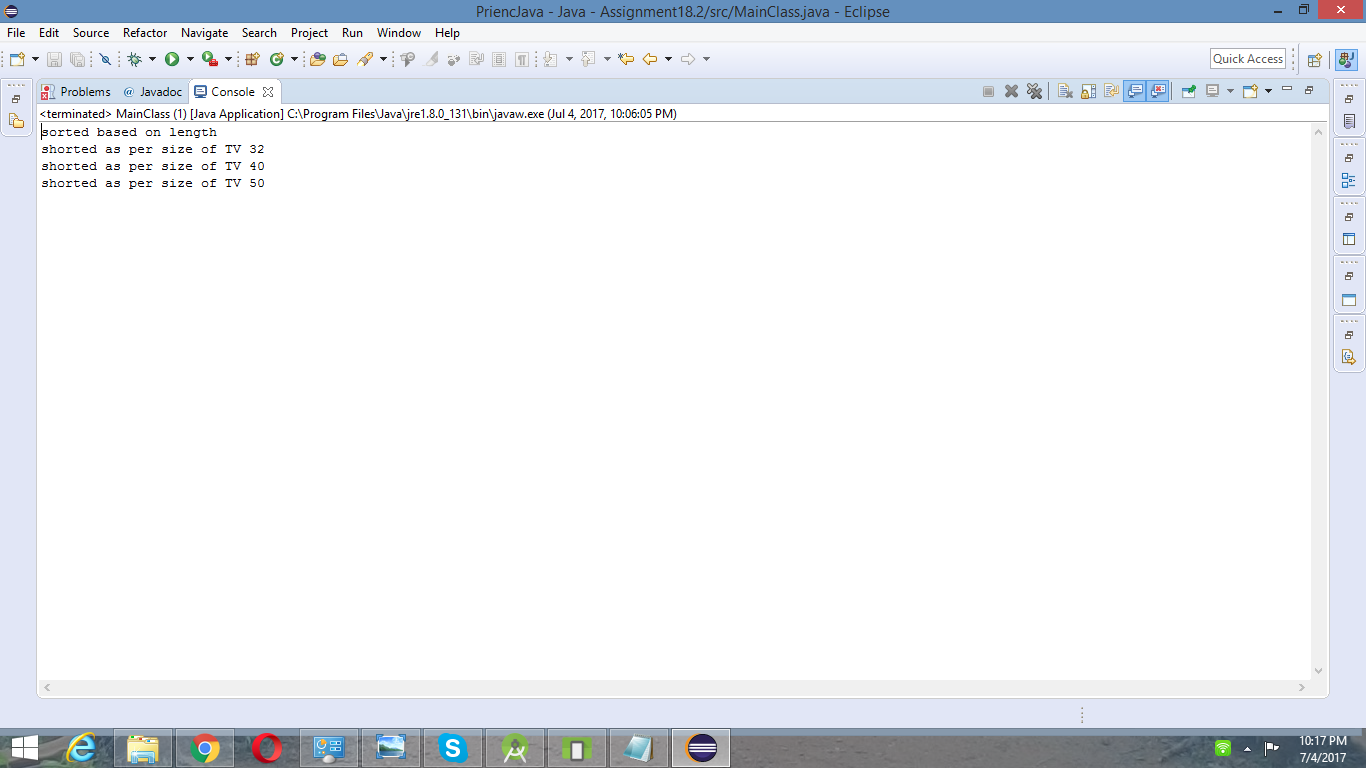 PriencJava - Java - Assignment18.2/src/MainClass.java - Eclipse
File Edit Source Refactor Navigate Search Project Run Window Help
Quick Access
Problems @ Javadoc Console
<terminated> MainClass (1) [Java Application] C:\Program Files\Java\jre1.8.0_131\bin\javaw.exe (Jul 4, 2017, 10:06:05 PM)
sorted based on length
shorted as per size of TV 32
shorted as per size of TV 40
shorted as per size of TV 50
10:17 PM
7/4/2017